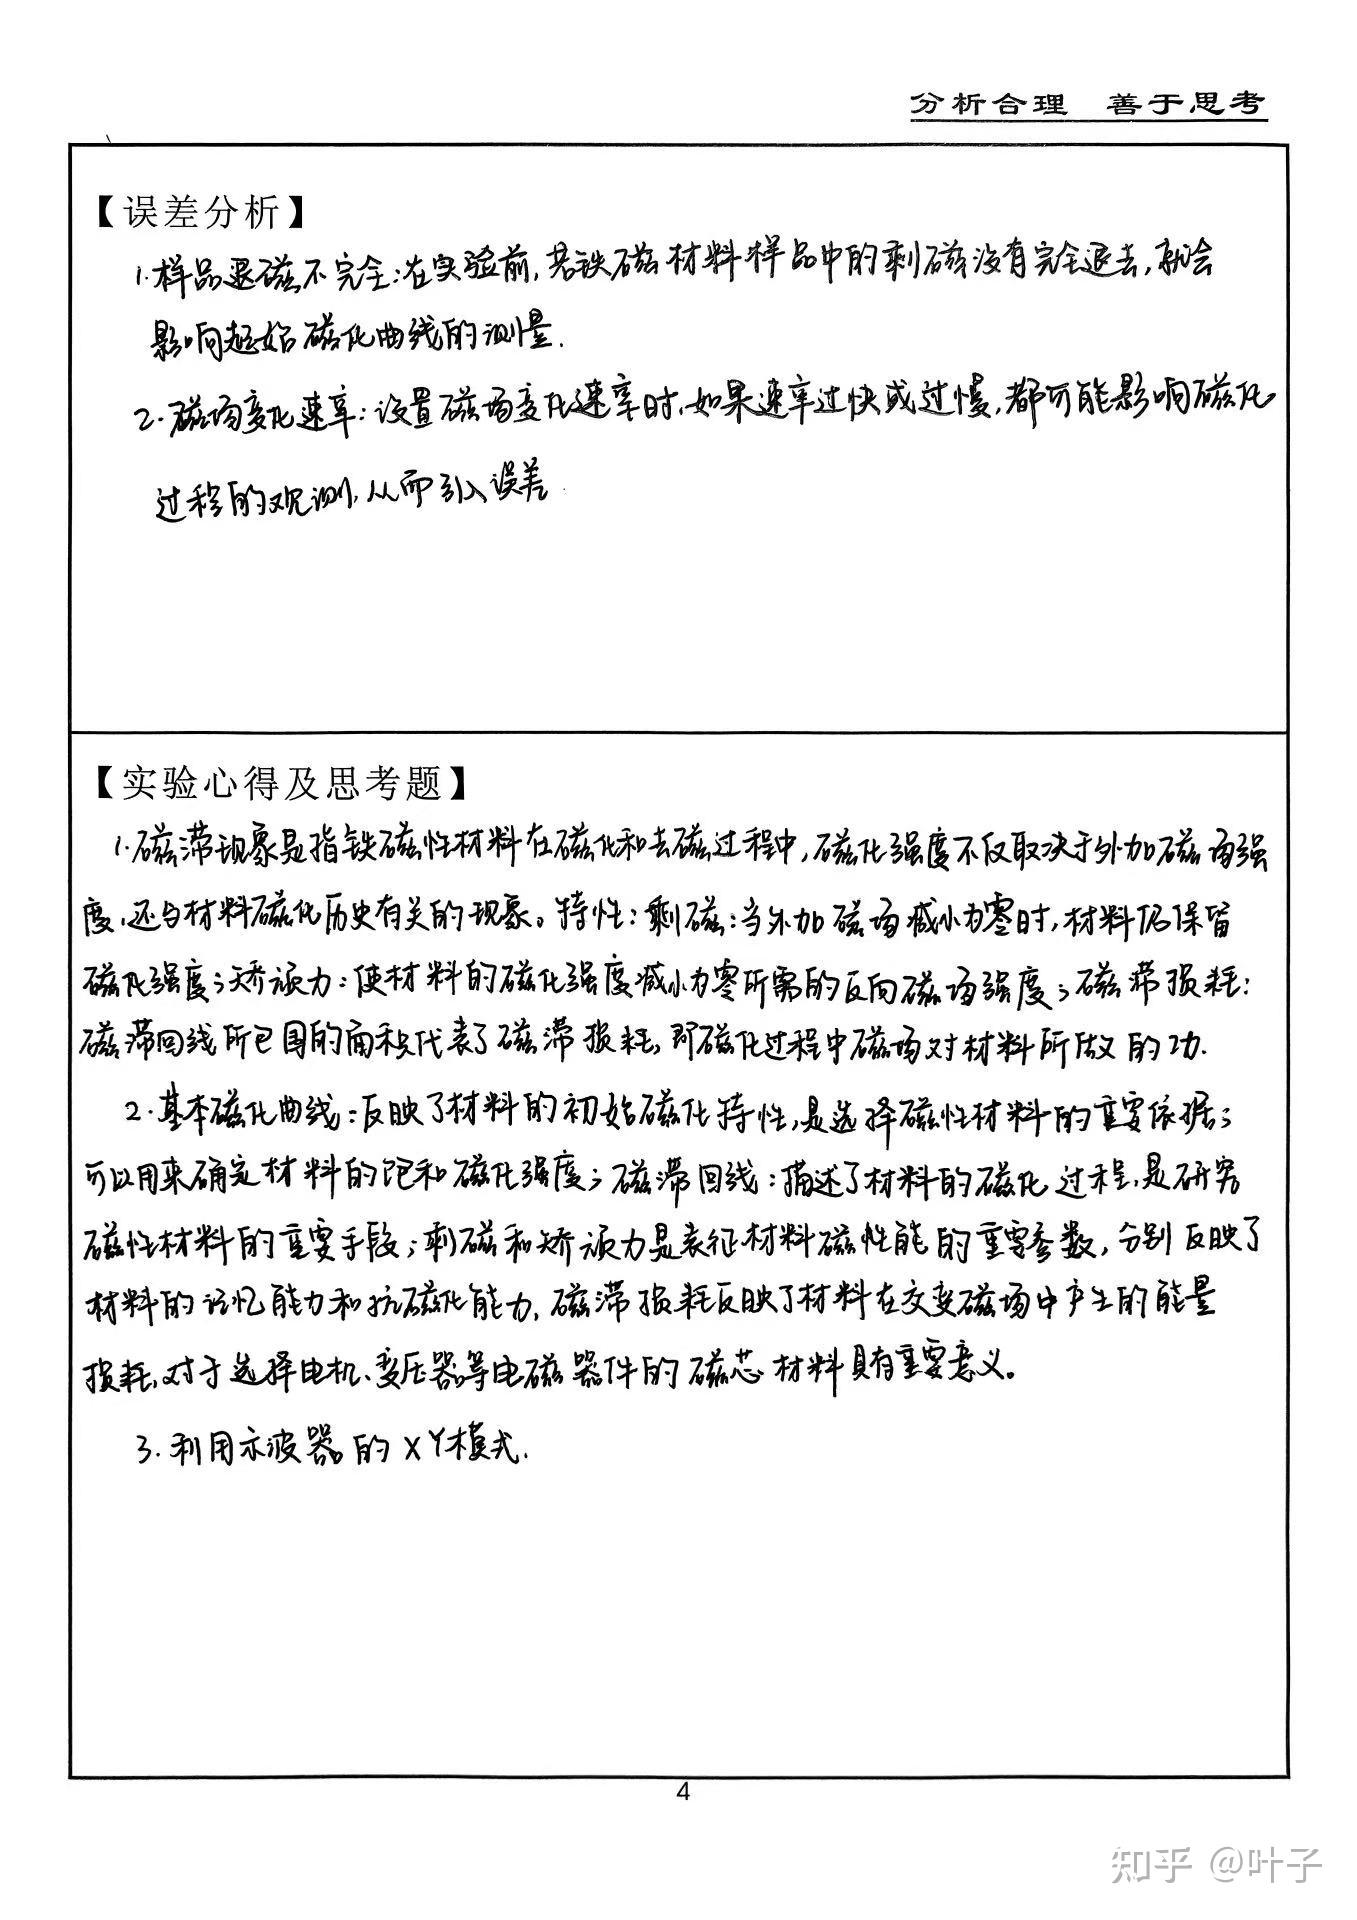 分析合理 善于思考
【误差分析】
1.样品退磁不完全:在实验前,若铁磁材料样品中的剩磁没有完全退去,就会
影响起始磁化曲线的测量.
2.磁场变化速率:设置磁场变化速率时,如果速率过快或过慢,都可能影响磁化
过程的观测,从而引入误差
【实验心得及思考题】
1.磁滞现象是指铁磁性材料在磁化和去磁过程中,磁化强度不仅取决于外加磁场强
度,还与材料磁化历史有关的现象。特性:剩磁:当外加磁场减小为零时,材料仍保留
磁化强度;矫顽力:使材料的磁化强度减小为零所需的反向磁场强度;磁滞损耗:
磁滞回线所包围的面积代表了磁滞损耗,即磁化过程中磁场对材料所做的功.
2.基本磁化曲线:反映了材料的初始磁化特性,是选择磁性材料的重要依据;
可以用来确定材料的饱和磁化强度;磁滞回线:描述了材料的磁化过程,是研究
磁性材料的重要手段;剩磁和矫顽力是表征材料磁性能的重要参数,分别反映了
材料的记忆能力和抗磁化能力,磁滞损耗反映了材料在交变磁场中产生的能量
损耗,对于选择电机、变压器等电磁器件的磁芯材料具有重要意义。
3.利用示波器的XY模式.
4
知乎 @叶子